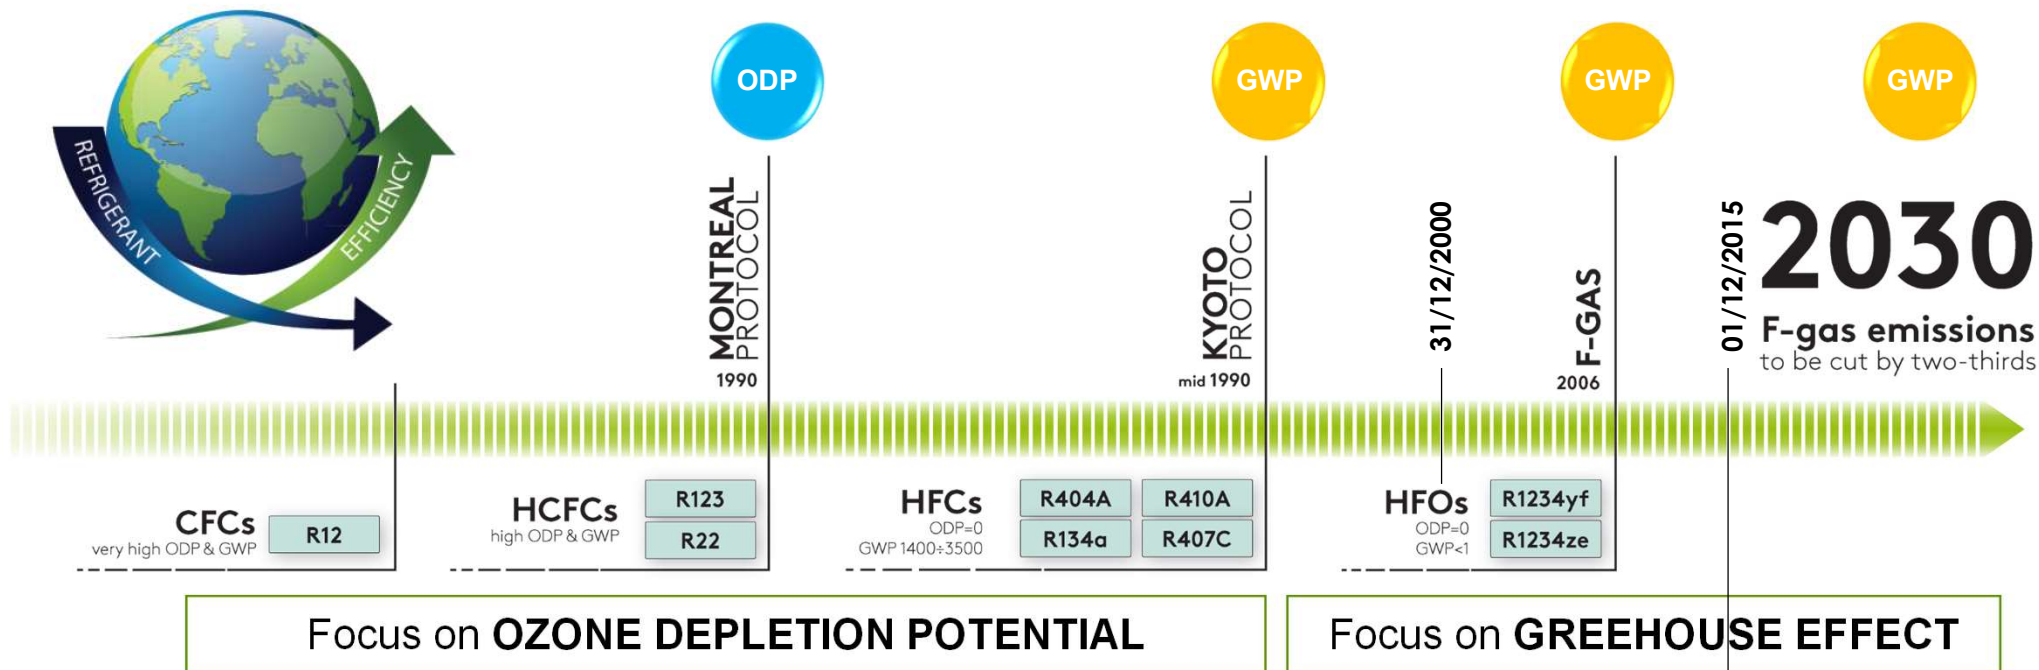 REFRIGERANT
EFFICIENCY
ODP
GWP
GWP
GWP
MONTREAL
PROTOCOL
1990
KYOTO
PROTOCOL
mid 1990
31/12/2000
F-GAS
2006
01/12/2015
2030
F-gas emissions
to be cut by two-thirds
CFCs
very high ODP & GWP
R12
HCFCs
high ODP & GWP
R123
R22
HFCs
ODP=0
GWP 1400÷3500
R404A
R410A
R134a
R407C
HFOs
ODP=0
GWP<1
R1234yf
R1234ze
Focus on OZONE DEPLETION POTENTIAL
Focus on GREEHOUSE EFFECT